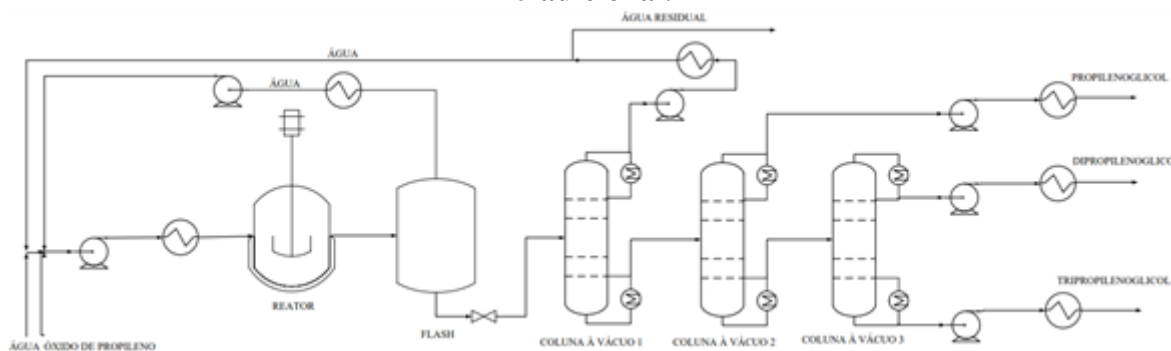 ÁGUA RESIDUAL
ÁGUA
ÁGUA
PROPILENOGLICOL
DIPROPILENOGLICO
TRIPROPILENOGLICOL
REATOR
FLASH
COLUNA À VÁCUO 1
COLUNA À VÁCUO 2
COLUNA À VÁCUO 3
ÁGUA ÓXIDO DE PROPILENO